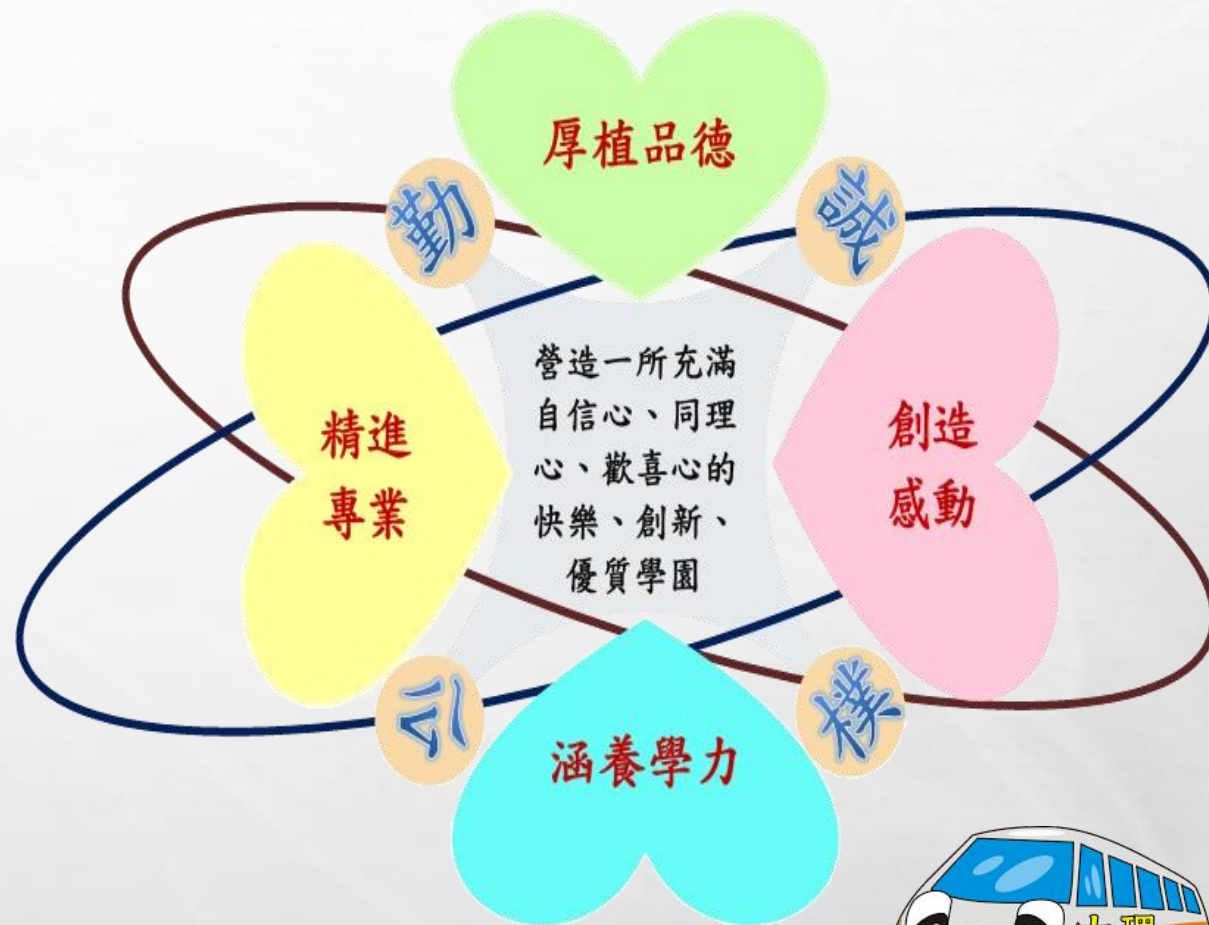 厚植品德
勤
誠
營造一所充滿
自信心、同理
心、歡喜心的
快樂、創新、
優質學園
精進
專業
創造
感動
公
樸
涵養學力